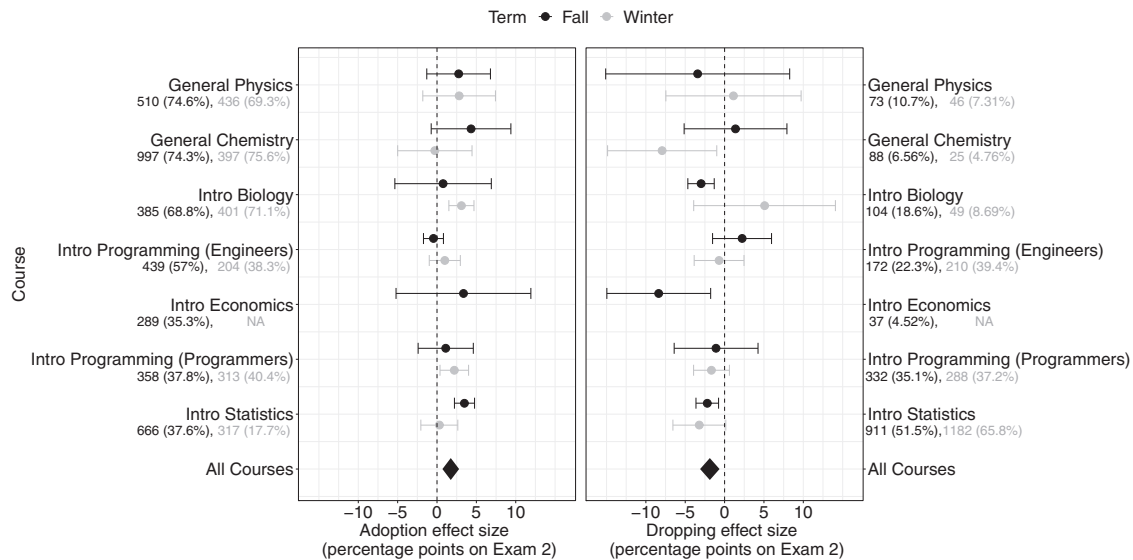 Term Fall Winter
General Physics
510 (74.6%), 436 (69.3%)
General Chemistry
997 (74.3%), 397 (75.6%)
Intro Biology
385 (68.8%), 401 (71.1%)
Intro Programming (Engineers)
439 (57%), 204 (38.3%)
Intro Economics
289 (35.3%), NA
Intro Programming (Programmers)
358 (37.8%), 313 (40.4%)
Intro Statistics
666 (37.6%), 317 (17.7%)
All Courses
Course
General Physics
73 (10.7%), 46 (7.31%)
General Chemistry
88 (6.56%), 25 (4.76%)
Intro Biology
104 (18.6%), 49 (8.69%)
Intro Programming (Engineers)
172 (22.3%), 210 (39.4%)
Intro Economics
37 (4.52%), NA
Intro Programming (Programmers)
332 (35.1%), 288 (37.2%)
Intro Statistics
911 (51.5%), 1182 (65.8%)
All Courses
−10 −5 0 5 10
Adoption effect size
(percentage points on Exam 2)
−10 −5 0 5 10
Dropping effect size
(percentage points on Exam 2)